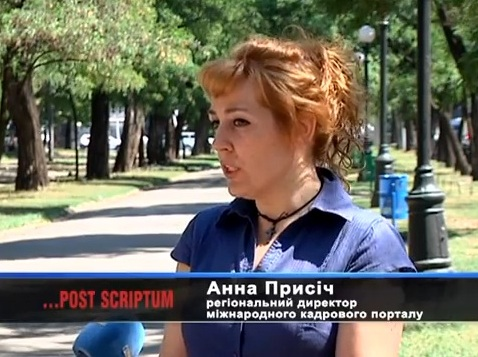 ...POST SCRIPTUM
Анна Присіч
регіональний директор
міжнародного кадрового порталу